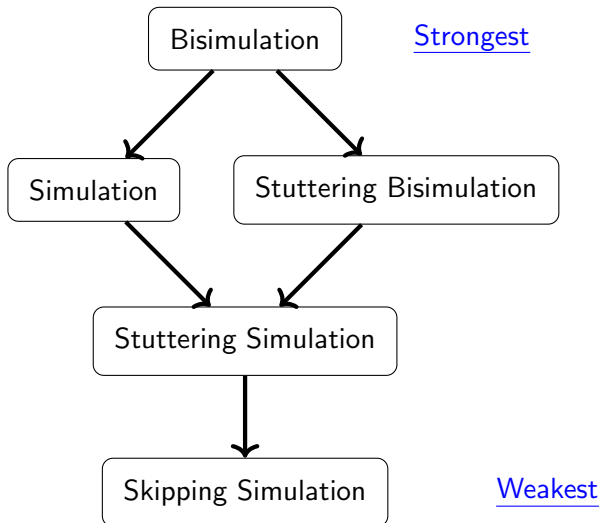 Bisimulation
Strongest
Simulation
Stuttering Bisimulation
Stuttering Simulation
Skipping Simulation
Weakest